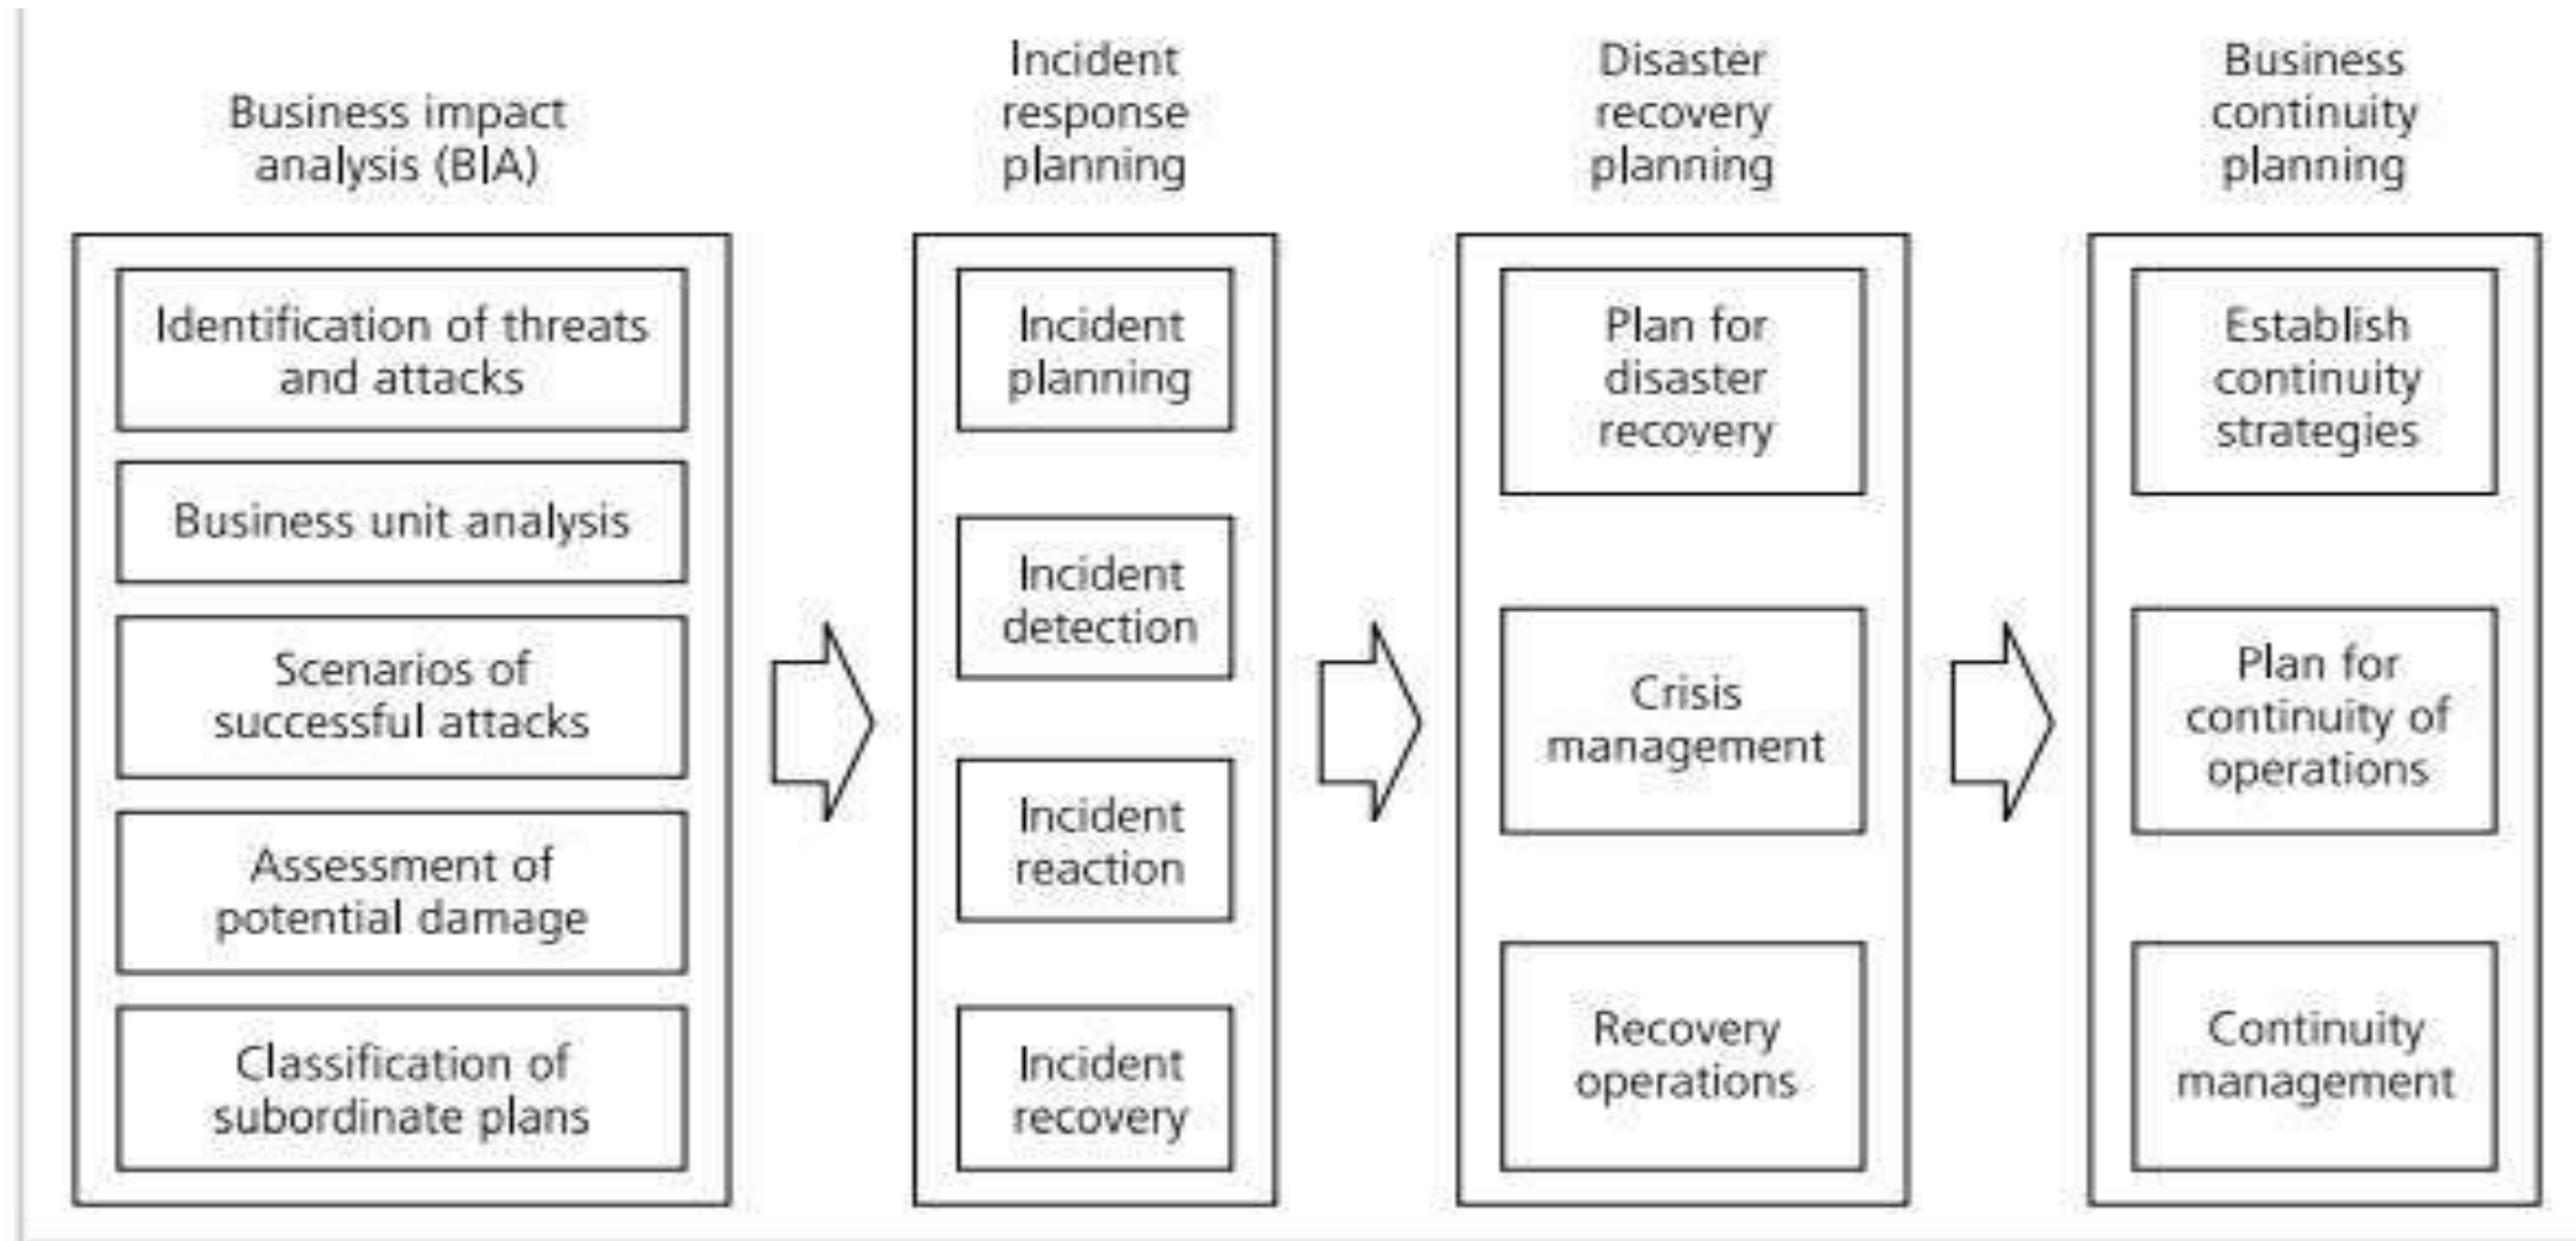 Business impact
analysis (BIA)
Identification of threats
and attacks
Business unit analysis
Scenarios of
successful attacks
Assessment of
potential damage
Classification of
subordinate plans
Incident
response
planning
Incident
planning
Incident
detection
Incident
reaction
Incident
recovery
Disaster
recovery
planning
Plan for
disaster
recovery
Crisis
management
Recovery
operations
Business
continuity
planning
Establish
continuity
strategies
Plan for
continuity of
operations
Continuity
management